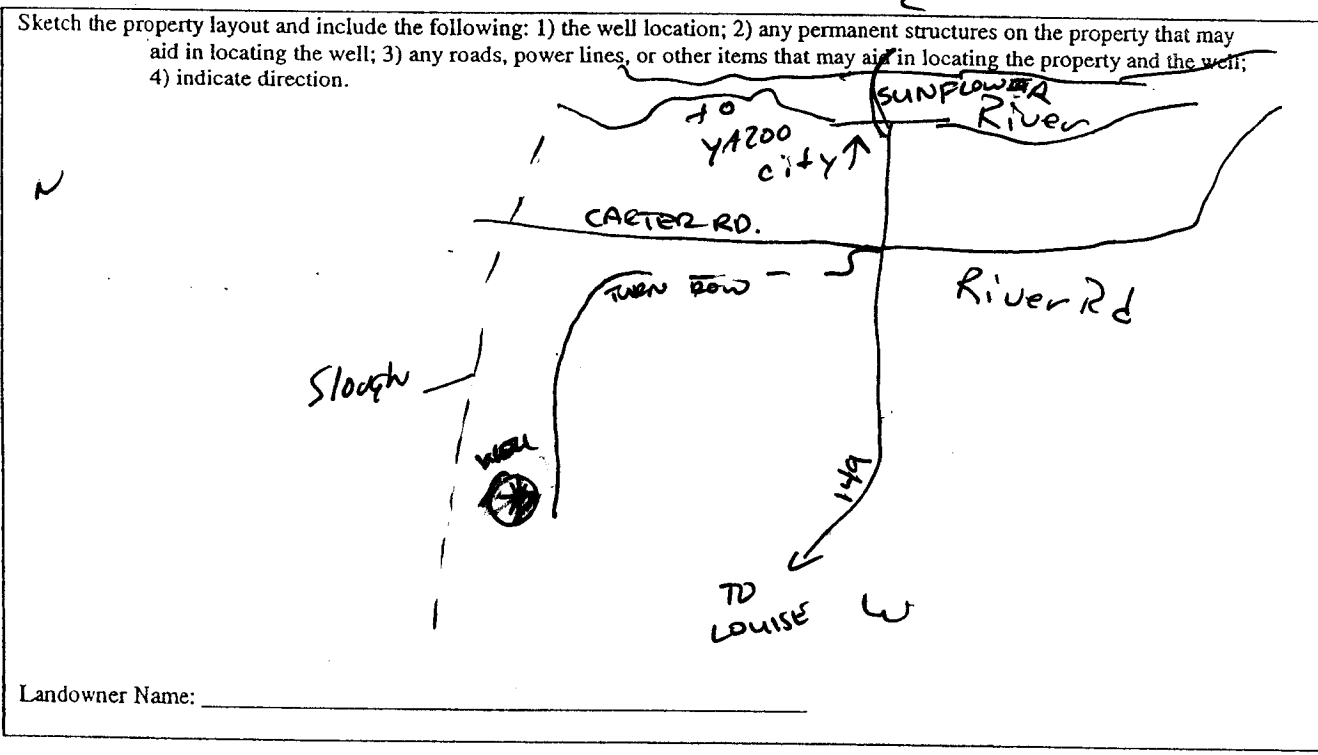 Sketch the property layout and include the following: 1) the well location; 2) any permanent structures on the property that may
aid in locating the well; 3) any roads, power lines, or other items that may aid in locating the property and the well;
4) indicate direction.
SUNFLOWER
River
to
YAZOO
city ↑
N
CARTER RD.
TURN ROW
River Rd
Slough
WELL
149
TO
LOUISE
W
Landowner Name: